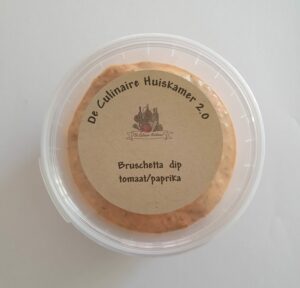 De Culinaire Huiskamer 2.0
Bruschetta dip
tomaat/paprika